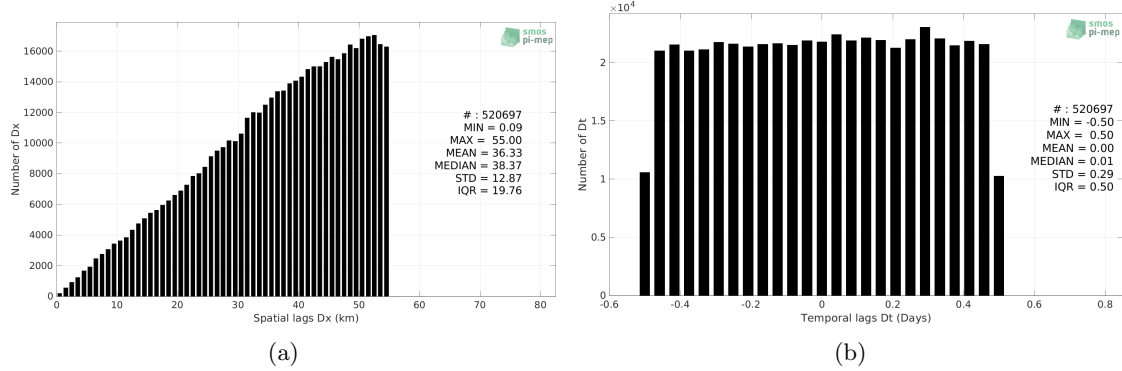 smos
pi-mep
Number of Dx
16000
14000
12000
10000
8000
6000
4000
2000
0
# : 520697
MIN = 0.09
MAX = 55.00
MEAN = 36.33
MEDIAN = 38.37
STD = 12.87
IQR = 19.76
0 10 20 30 40 50 60 70 80
Spatial lags Dx (km)
(a)
×10⁴
smos
pi-mep
Number of Dt
2
1.5
1
0.5
0
# : 520697
MIN = -0.50
MAX = 0.50
MEAN = 0.00
MEDIAN = 0.01
STD = 0.29
IQR = 0.50
-0.6 -0.4 -0.2 0 0.2 0.4 0.6 0.8
Temporal lags Dt (Days)
(b)